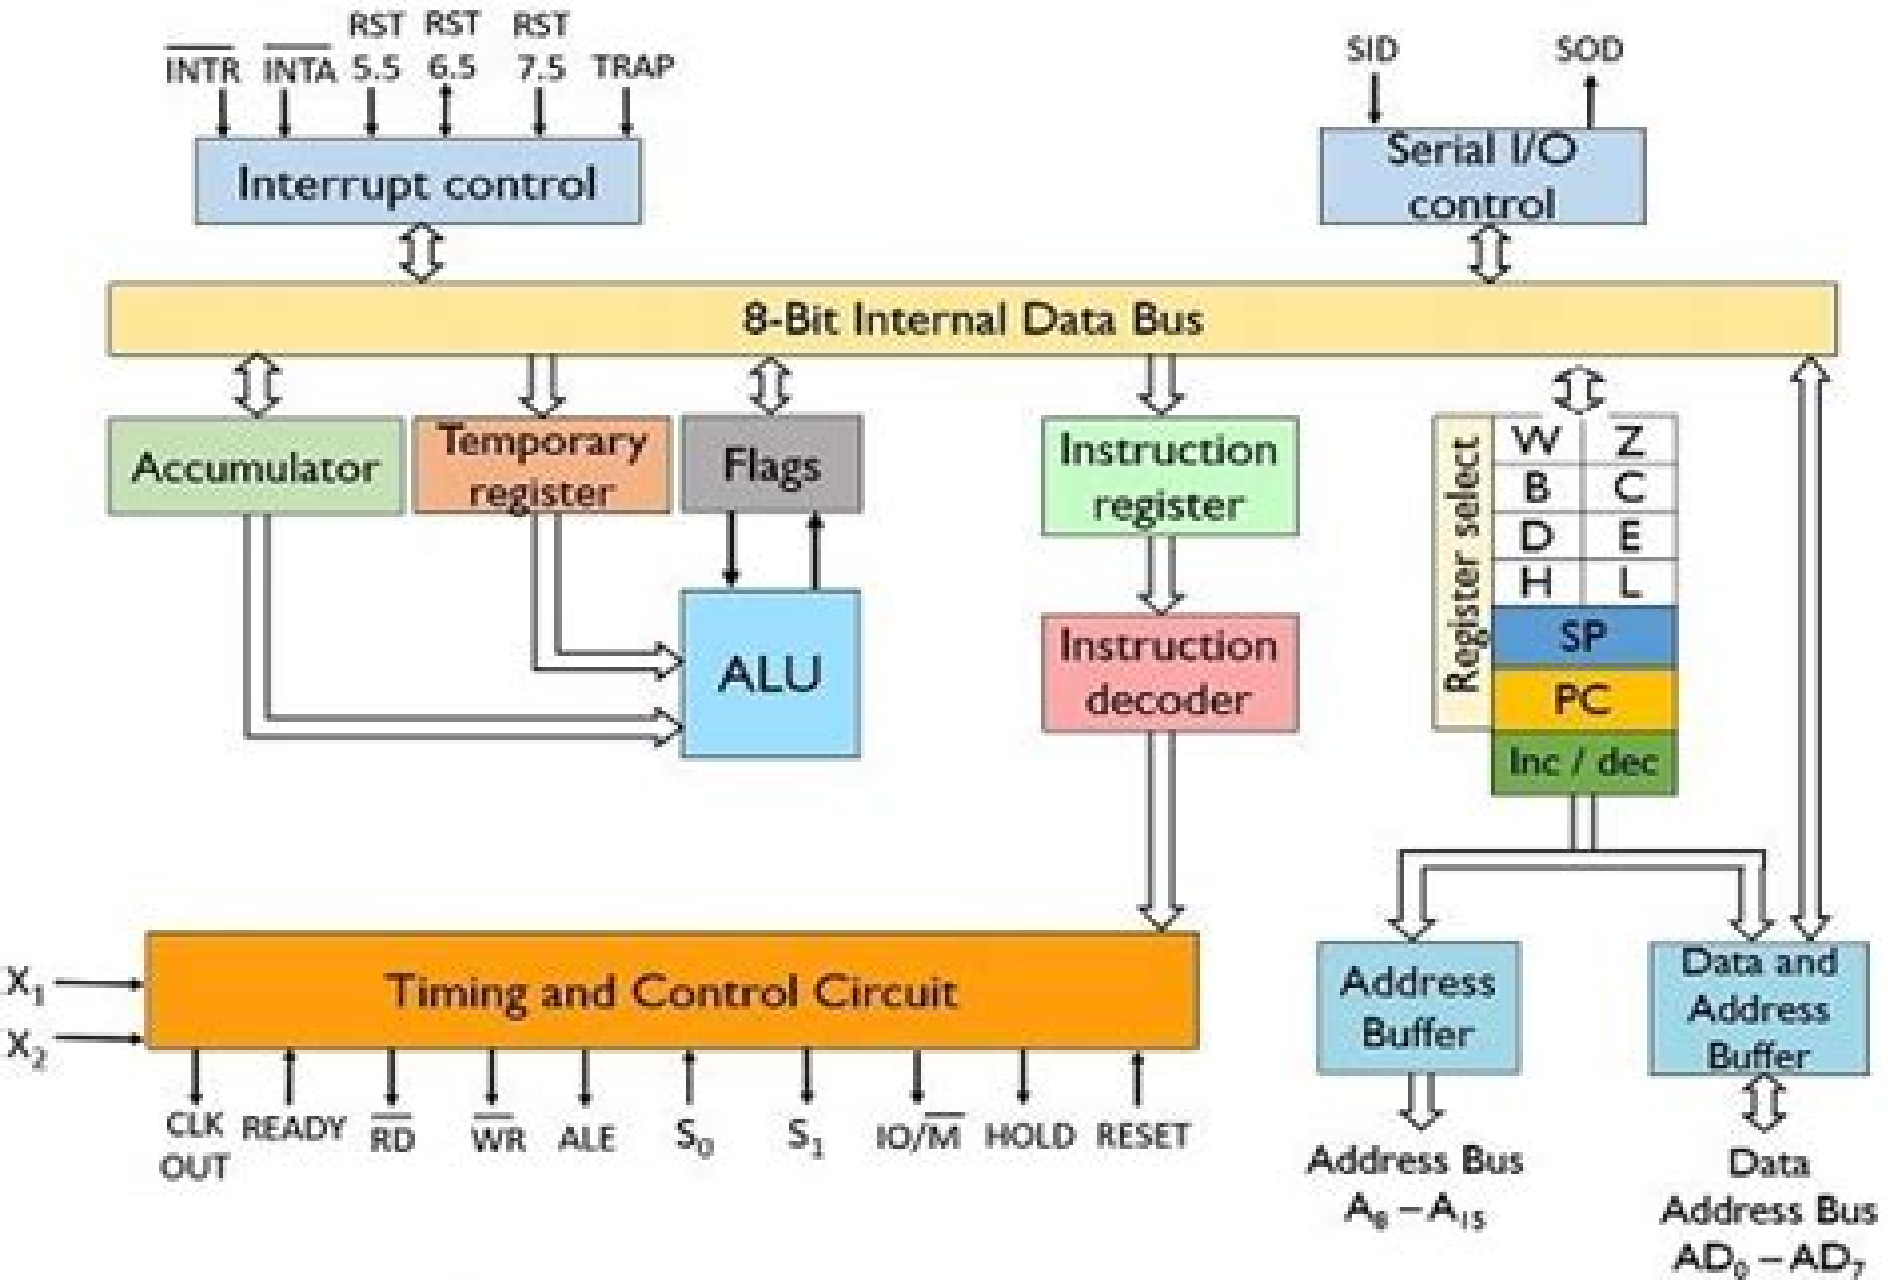 RST RST RST
INTR INTA 5.5 6.5 7.5 TRAP
SID SOD
Interrupt control
Serial I/O
control
8-Bit Internal Data Bus
Accumulator
Temporary
register
Flags
ALU
Instruction
register
Instruction
decoder
Register select
W Z
B C
D E
H L
SP
PC
Inc / dec
X₁
X₂
Timing and Control Circuit
CLK
OUT
READY
RD
WR
ALE
S₀
S₁
IO/M
HOLD
RESET
Address
Buffer
Data and
Address
Buffer
Address Bus
A₈ – A₁₅
Data
Address Bus
AD₀ – AD₇